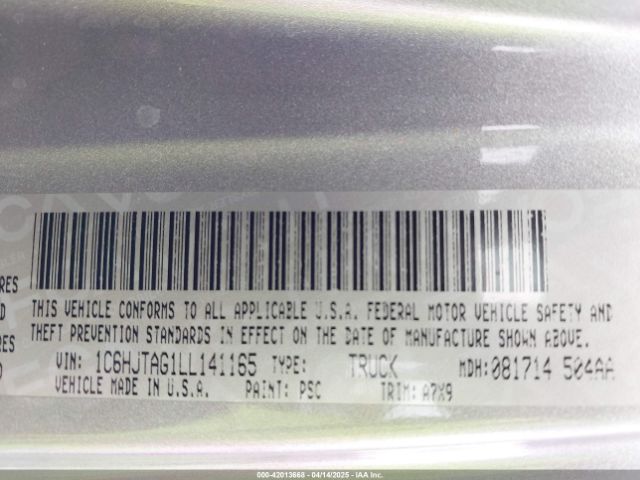 RES
THIS VEHICLE CONFORMS TO ALL APPLICABLE U.S.A. FEDERAL MOTOR VEHICLE SAFETY AND
THEFT PREVENTION STANDARDS IN EFFECT ON THE DATE OF MANUFACTURE SHOWN ABOVE.
RES
VIN: 1C6HJTAG1LL141165 TYPE: TRUCK MDH: 081714 504AA
VEHICLE MADE IN U.S.A. PAINT: PSC TRIM: A7X9
000-42013668 - 04/14/2025 - IAA Inc.